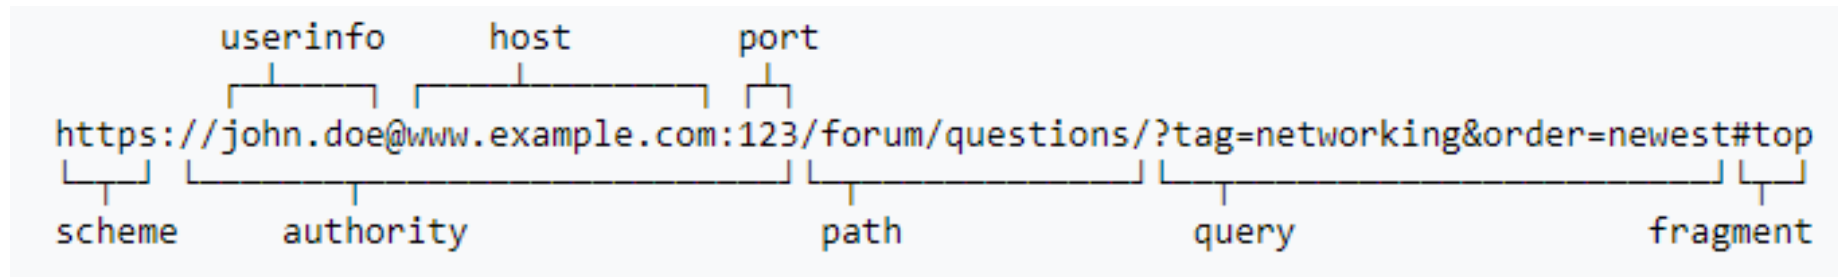 userinfo host port
https://john.doe@www.example.com:123/forum/questions/?tag=networking&order=newest#top
scheme authority path query fragment